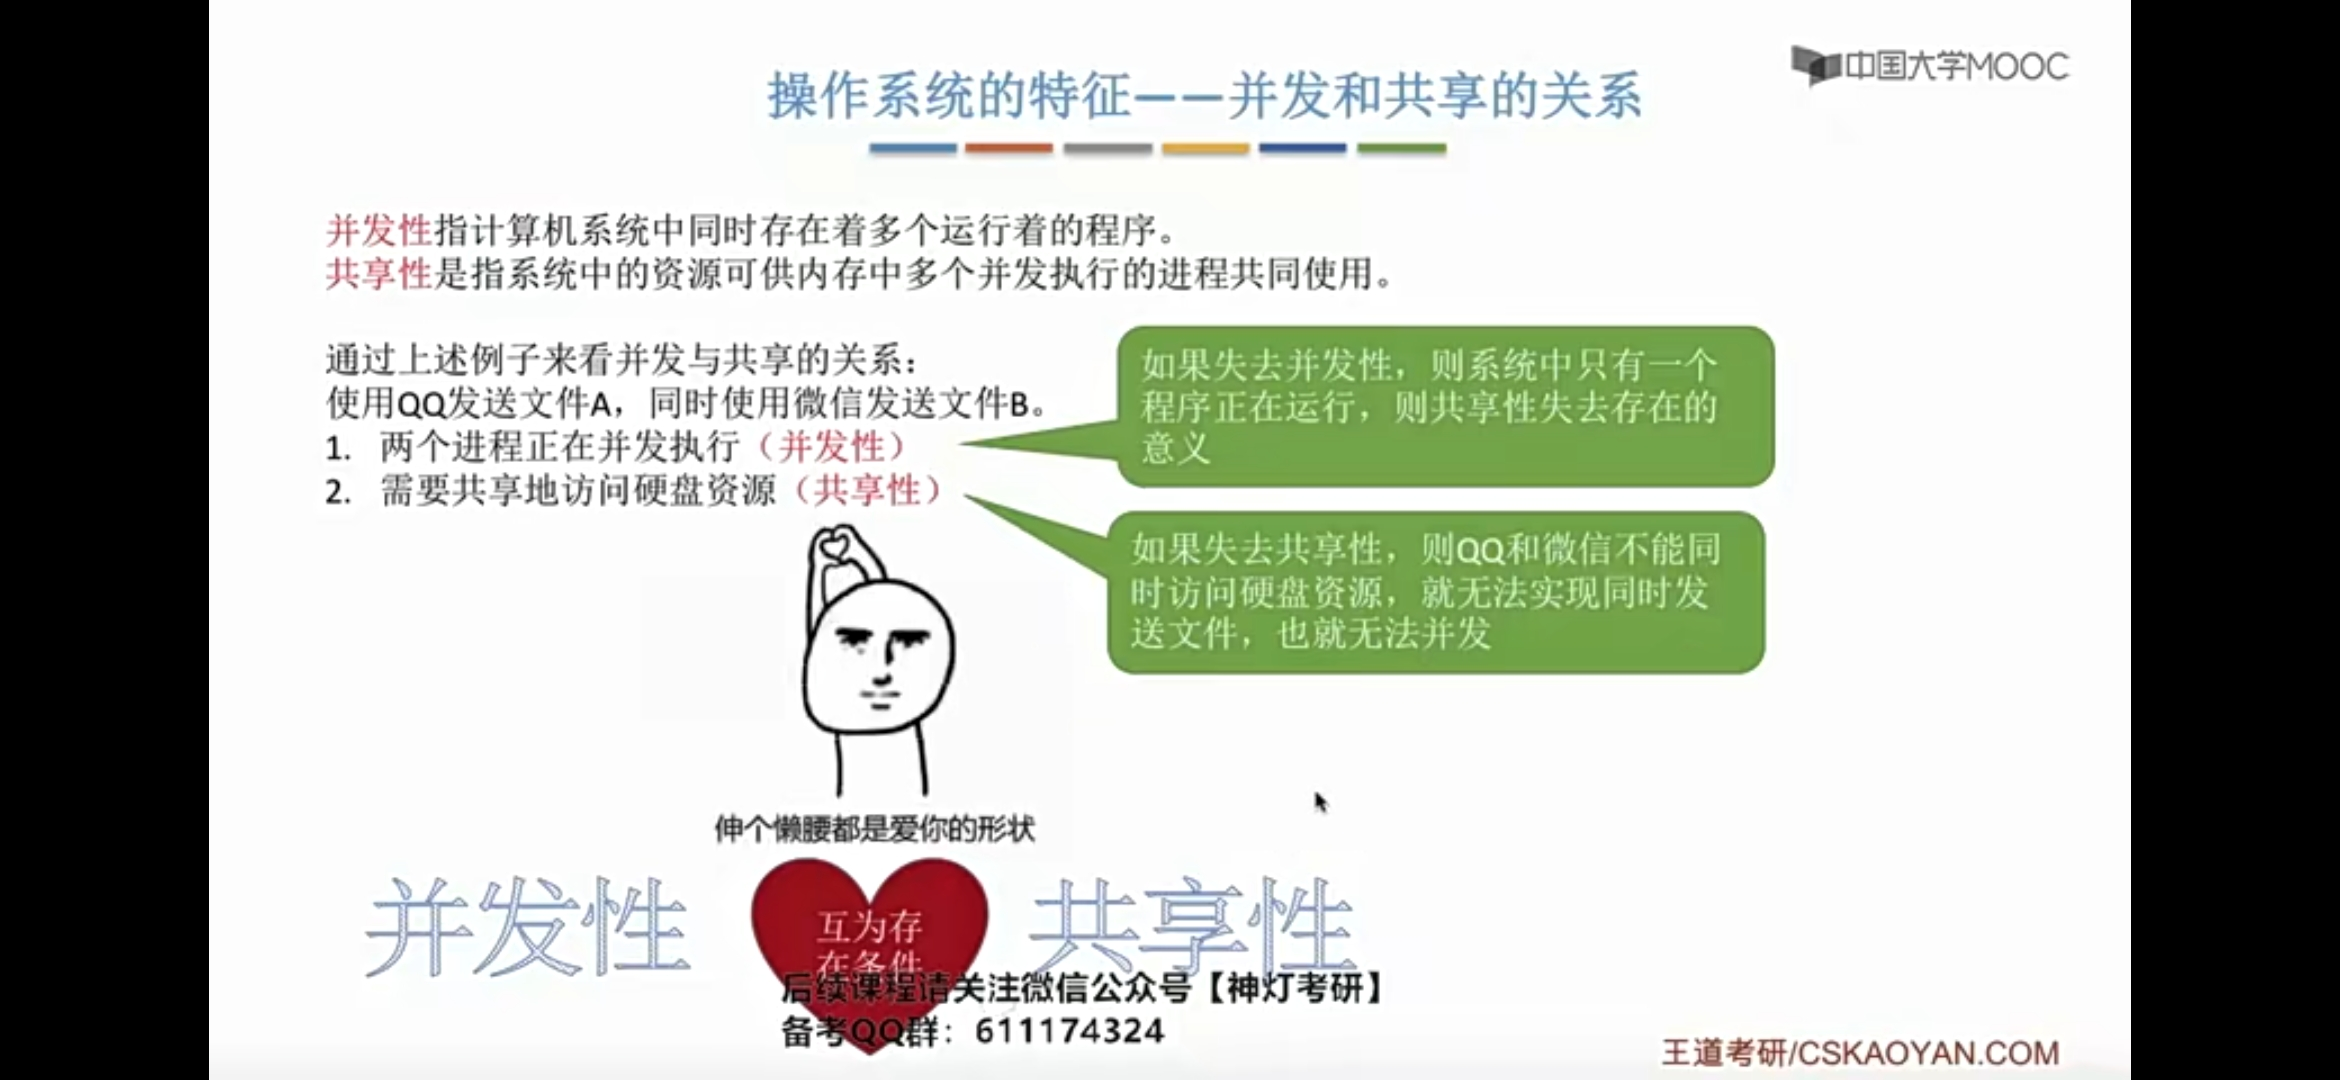 操作系统的特征——并发和共享的关系
中国大学MOOC
并发性指计算机系统中同时存在着多个运行着的程序。
共享性是指系统中的资源可供内存中多个并发执行的进程共同使用。
通过上述例子来看并发与共享的关系：
使用QQ发送文件A，同时使用微信发送文件B。
1. 两个进程正在并发执行（并发性）
2. 需要共享地访问硬盘资源（共享性）
如果失去并发性，则系统中只有一个
程序正在运行，则共享性失去存在的
意义
如果失去共享性，则QQ和微信不能同
时访问硬盘资源，就无法实现同时发
送文件，也就无法并发
伸个懒腰都是爱你的形状
并发性
互为存
在条件
共享性
后续课程请关注微信公众号【神灯考研】
备考QQ群：611174324
王道考研/CSKAOYAN.COM